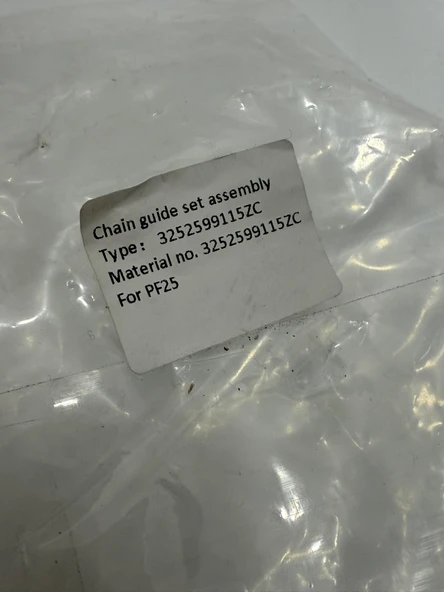 Chain guide set assembly
Type： 3252599115ZC
Material no. 3252599115ZC
For PF25